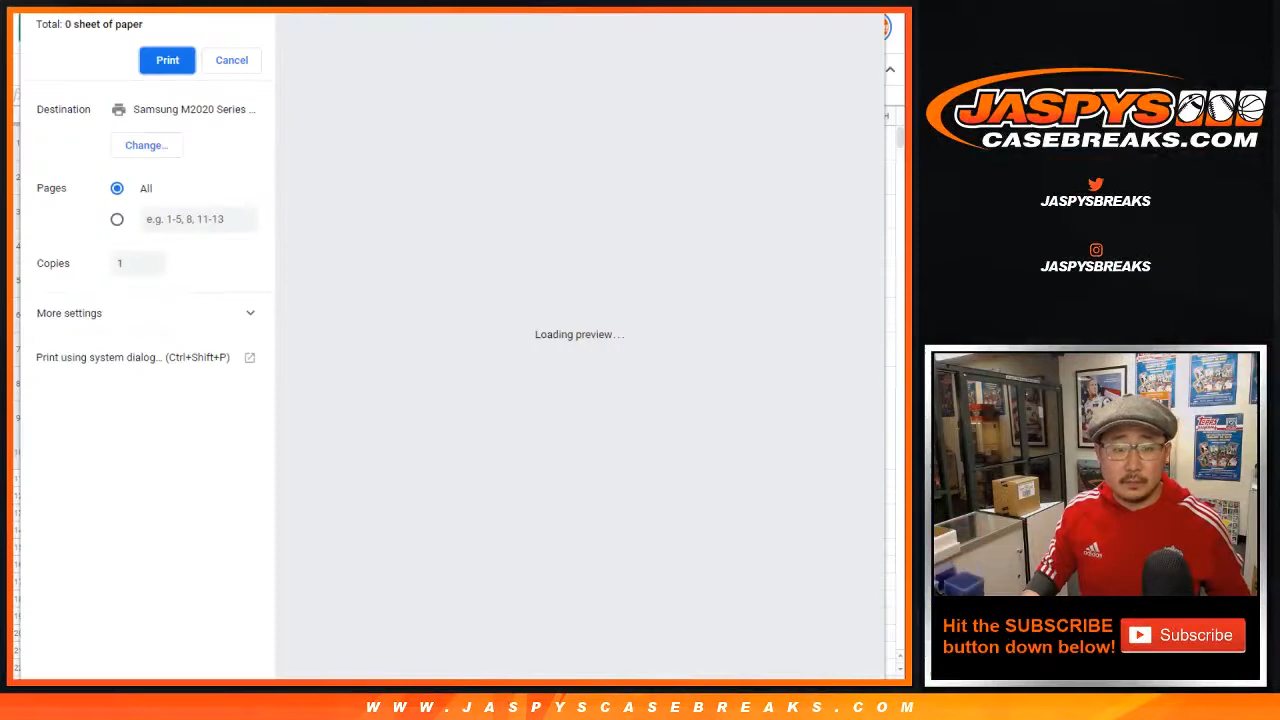 Total: 0 sheet of paper
Print
Cancel
Destination
Samsung M2020 Series ...
Change...
Pages
All
e.g. 1-5, 8, 11-13
Copies
1
More settings
Print using system dialog... (Ctrl+Shift+P)
Loading preview...
JASPYS
CASEBREAKS.COM
JASPYSBREAKS
JASPYSBREAKS
adidas
Topps
Hit the SUBSCRIBE
button down below!
Subscribe
WWW.JASPYSCASEBREAKS.COM